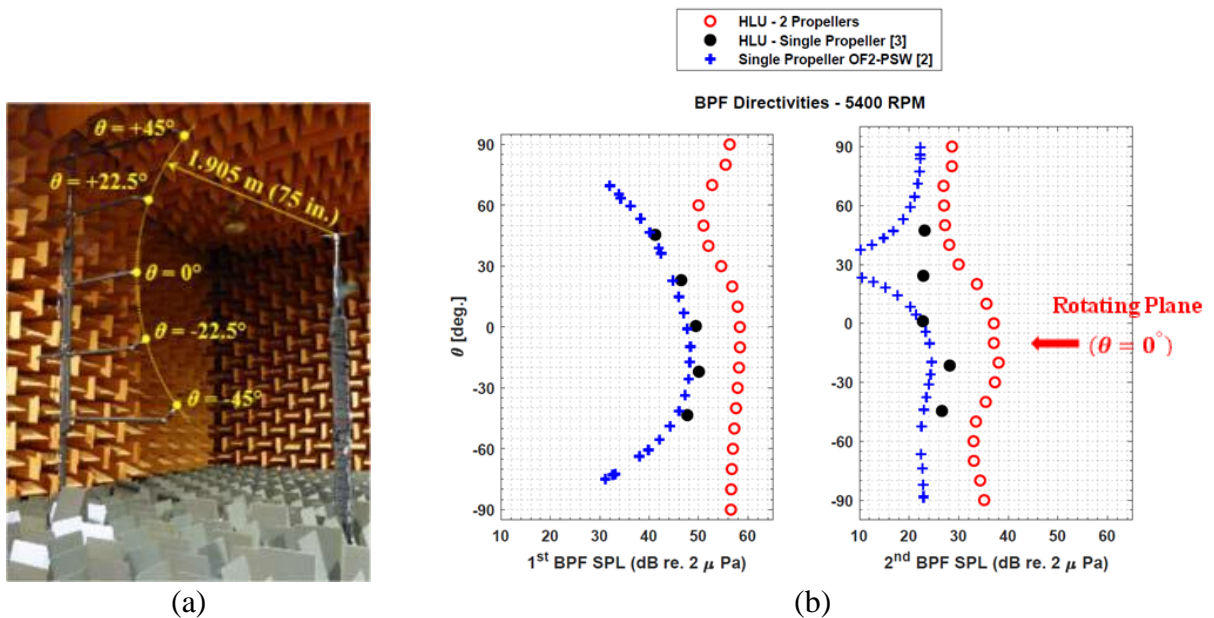 HLU - 2 Propellers
HLU - Single Propeller [3]
Single Propeller OF2-PSW [2]
BPF Directivities - 5400 RPM
θ = +45°
1.905 m (75 in.)
θ = +22.5°
θ = 0°
θ = -22.5°
θ = -45°
90
60
30
0
-30
-60
-90
θ [deg.]
10 20 30 40 50 60
1st BPF SPL (dB re. 2 μ Pa)
90
60
30
0
-30
-60
-90
10 20 30 40 50 60
2nd BPF SPL (dB re. 2 μ Pa)
Rotating Plane
(θ = 0°)
(a)
(b)